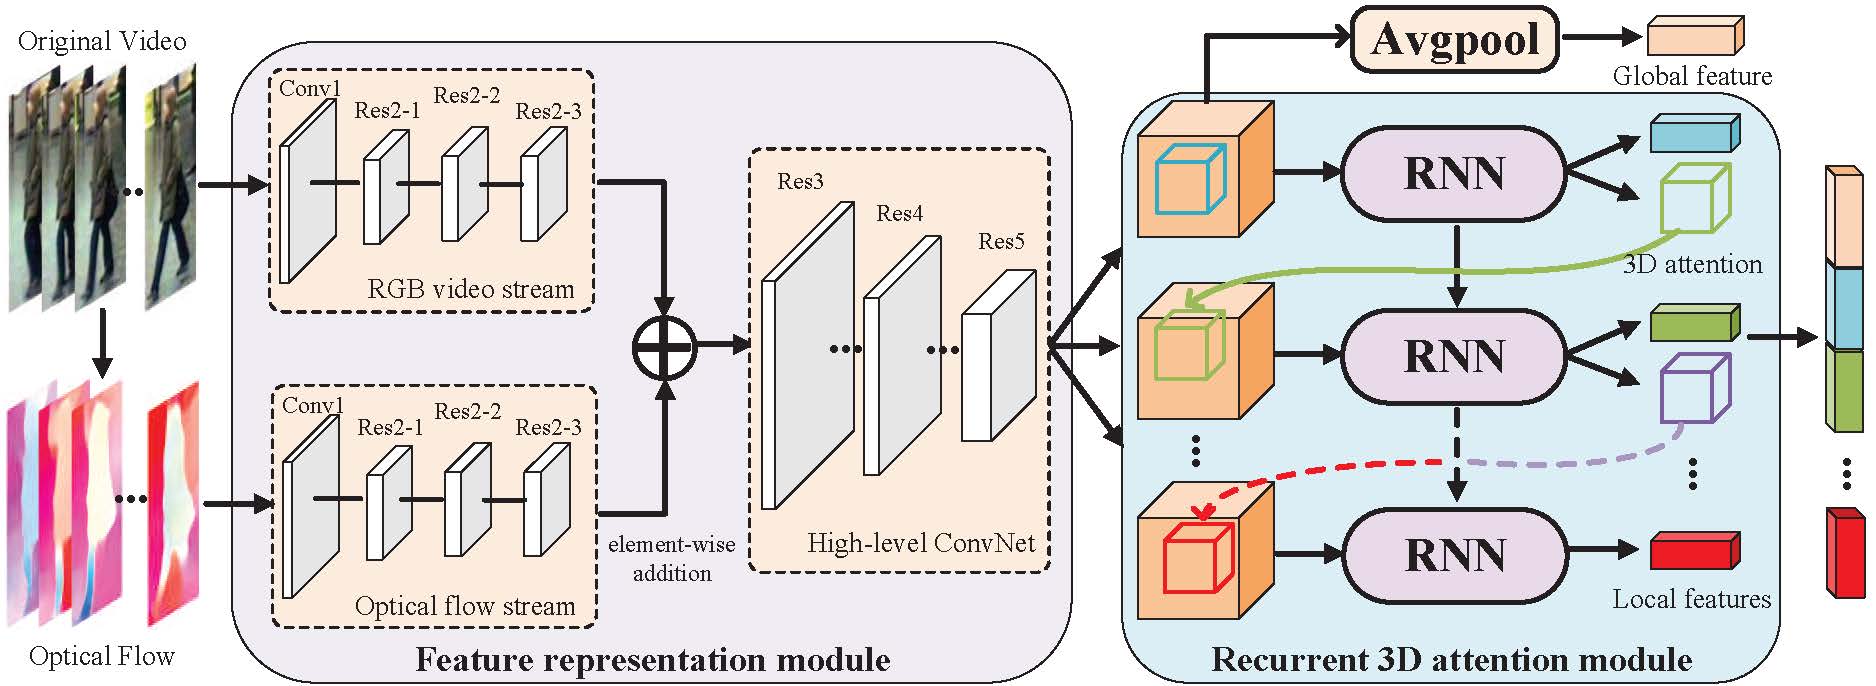 Original Video
Optical Flow
Conv1
Res2-1
Res2-2
Res2-3
RGB video stream
Conv1
Res2-1
Res2-2
Res2-3
Optical flow stream
element-wise
addition
Res3
Res4
Res5
High-level ConvNet
Feature representation module
Avgpool
Global feature
RNN
3D attention
RNN
RNN
Local features
Recurrent 3D attention module